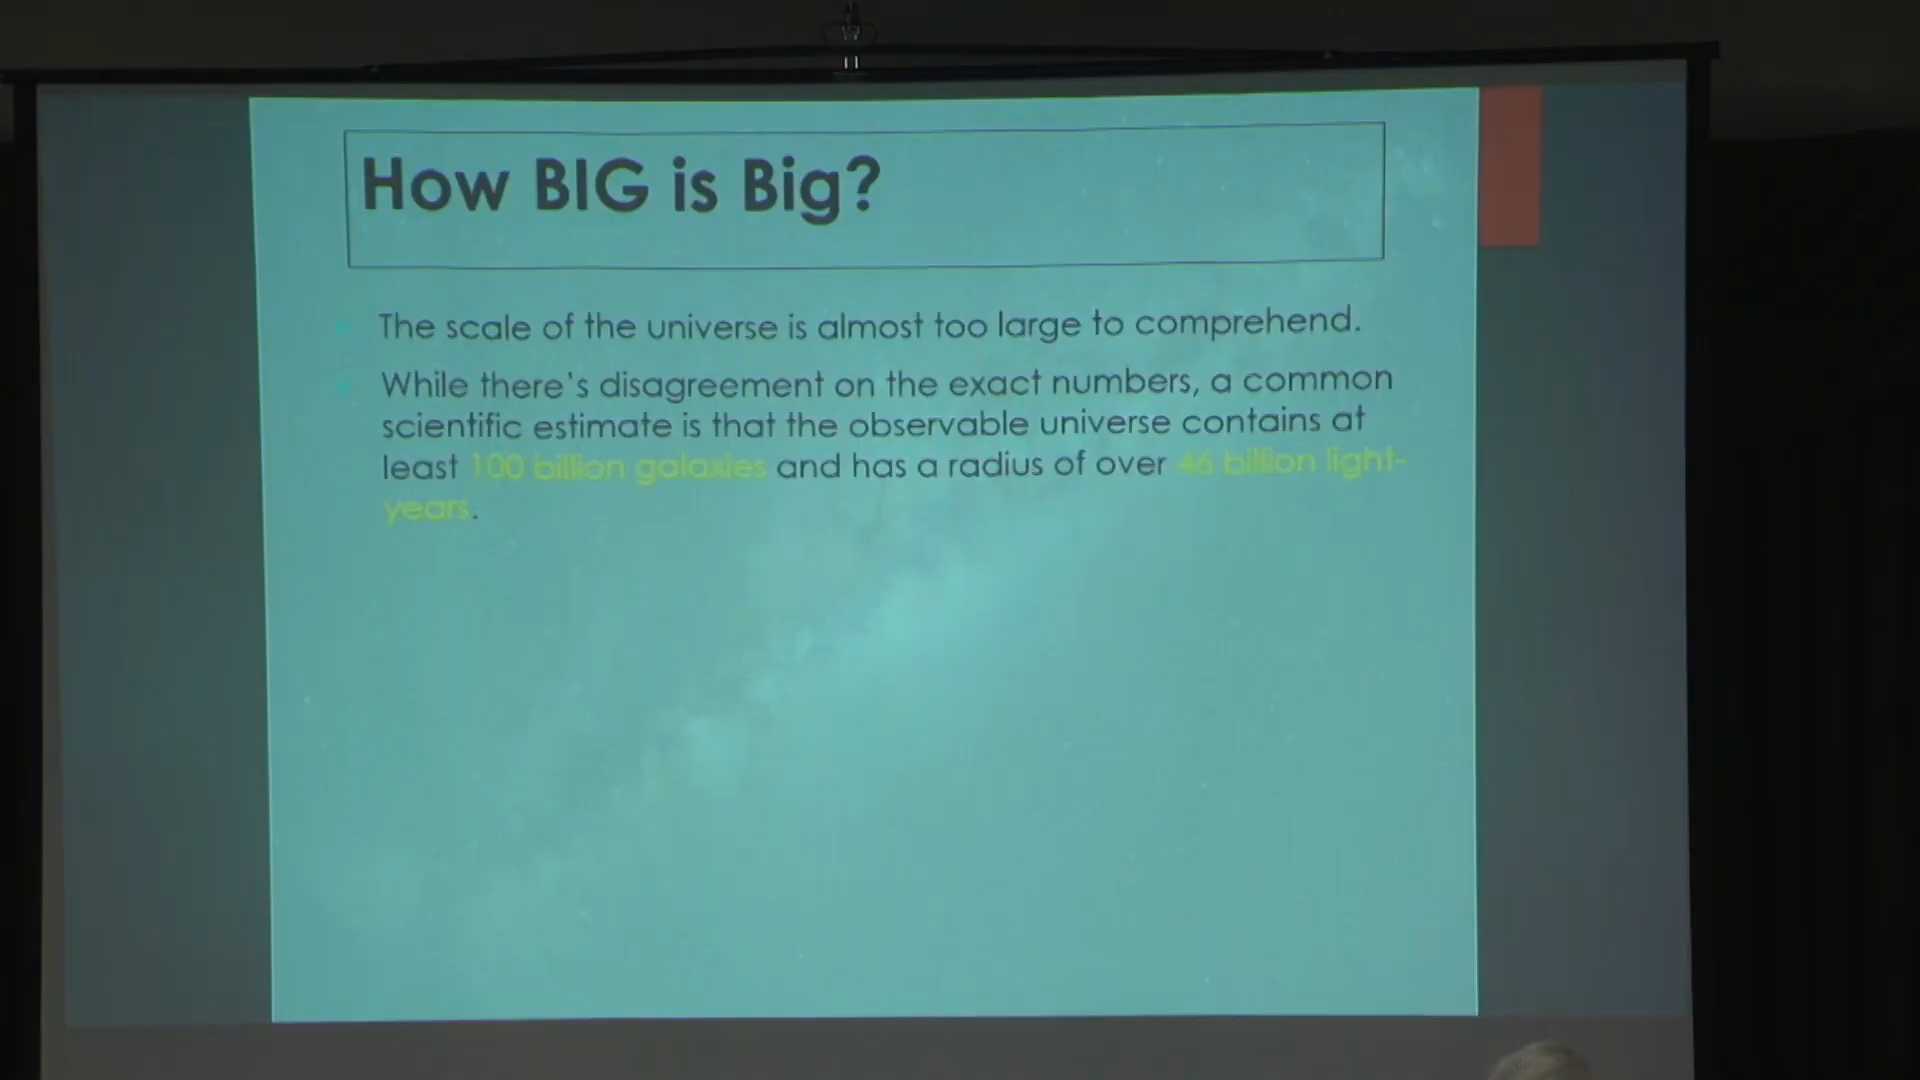 How BIG is Big?
The scale of the universe is almost too large to comprehend.
While there's disagreement on the exact numbers, a common
scientific estimate is that the observable universe contains at
least 100 billion galaxies and has a radius of over 46 billion light-
years.